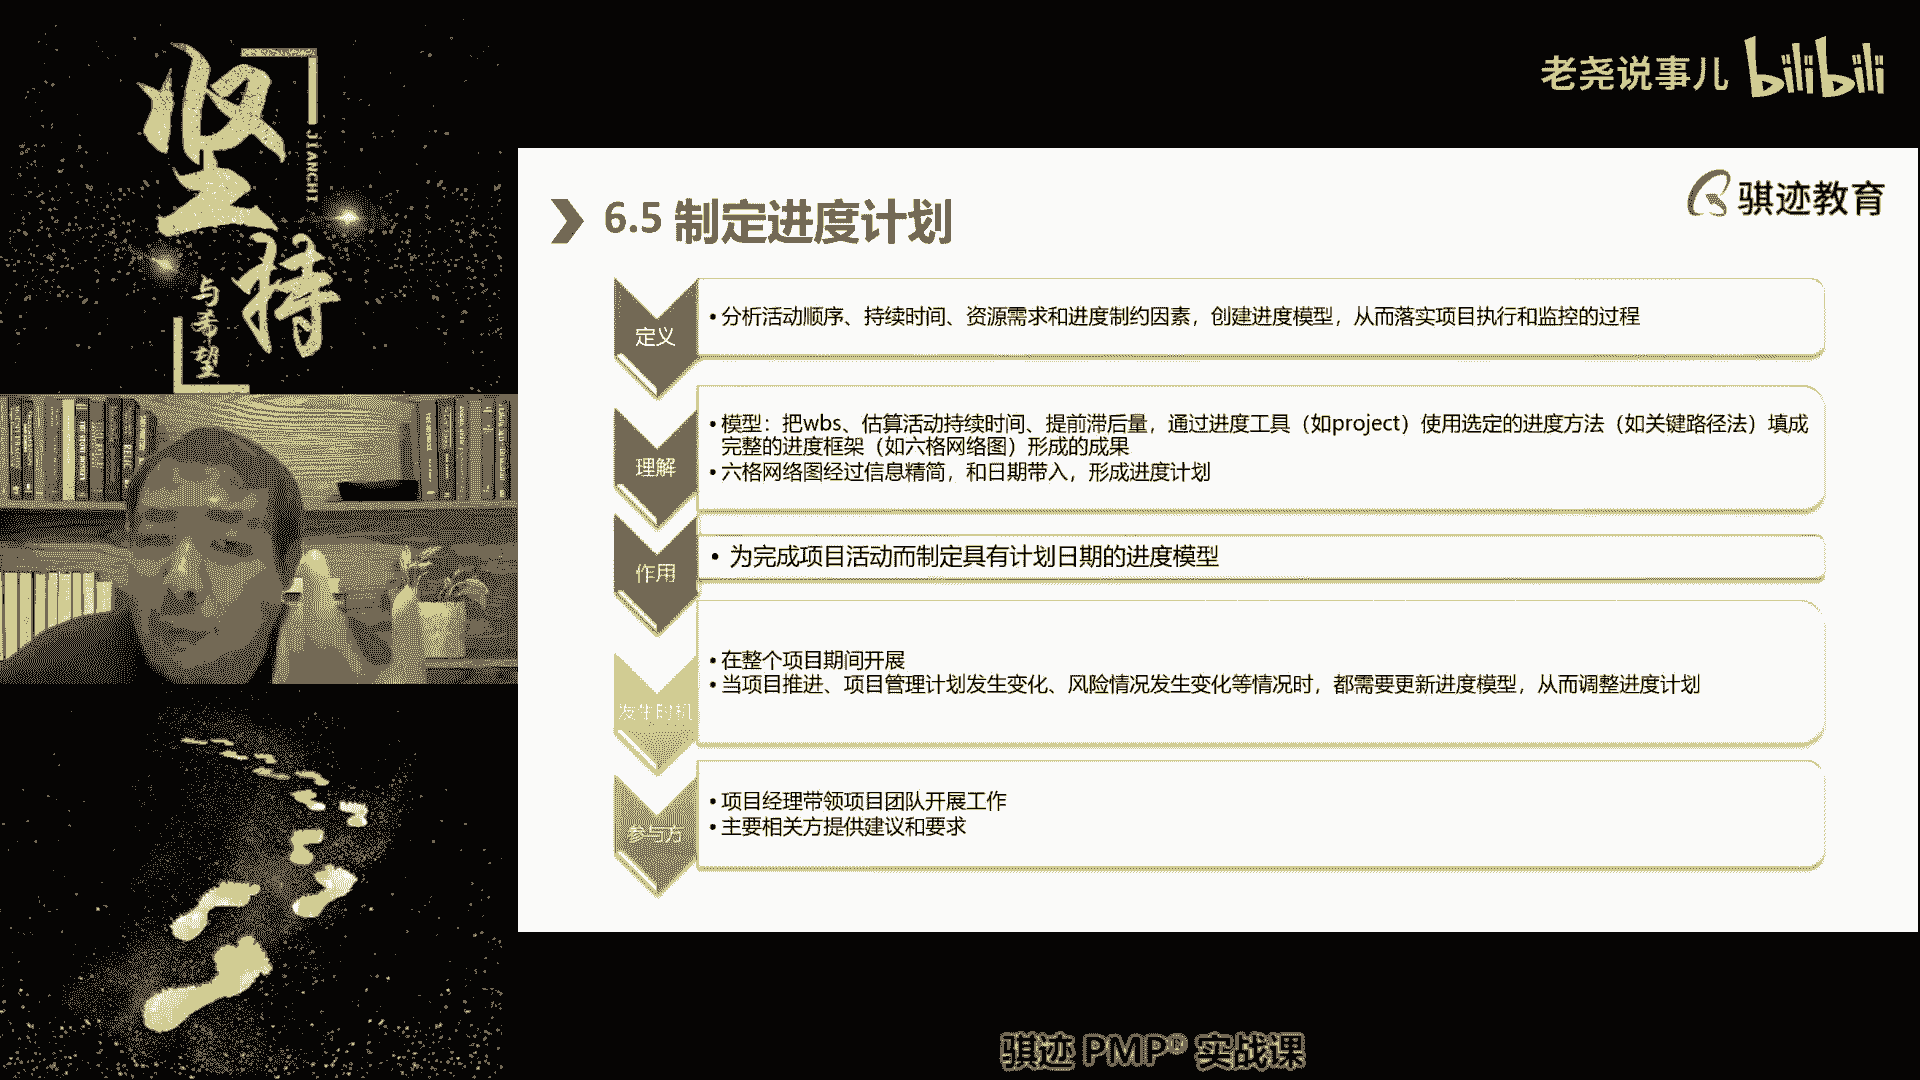 坚持
JIANCHI
与希望
老尧说事儿 bilibili
骐迹教育
6.5 制定进度计划
定义
•分析活动顺序、持续时间、资源需求和进度制约因素，创建进度模型，从而落实项目执行和监控的过程
理解
•模型：把wbs、估算活动持续时间、提前滞后量，通过进度工具（如project）使用选定的进度方法（如关键路径法）填成
完整的进度框架（如六格网络图）形成的成果
•六格网络图经过信息精简，和日期带入，形成进度计划
作用
• 为完成项目活动而制定具有计划日期的进度模型
发生时机
•在整个项目期间开展
•当项目推进、项目管理计划发生变化、风险情况发生变化等情况时，都需要更新进度模型，从而调整进度计划
参与方
•项目经理带领项目团队开展工作
•主要相关方提供建议和要求
骐迹 PMP® 实战课